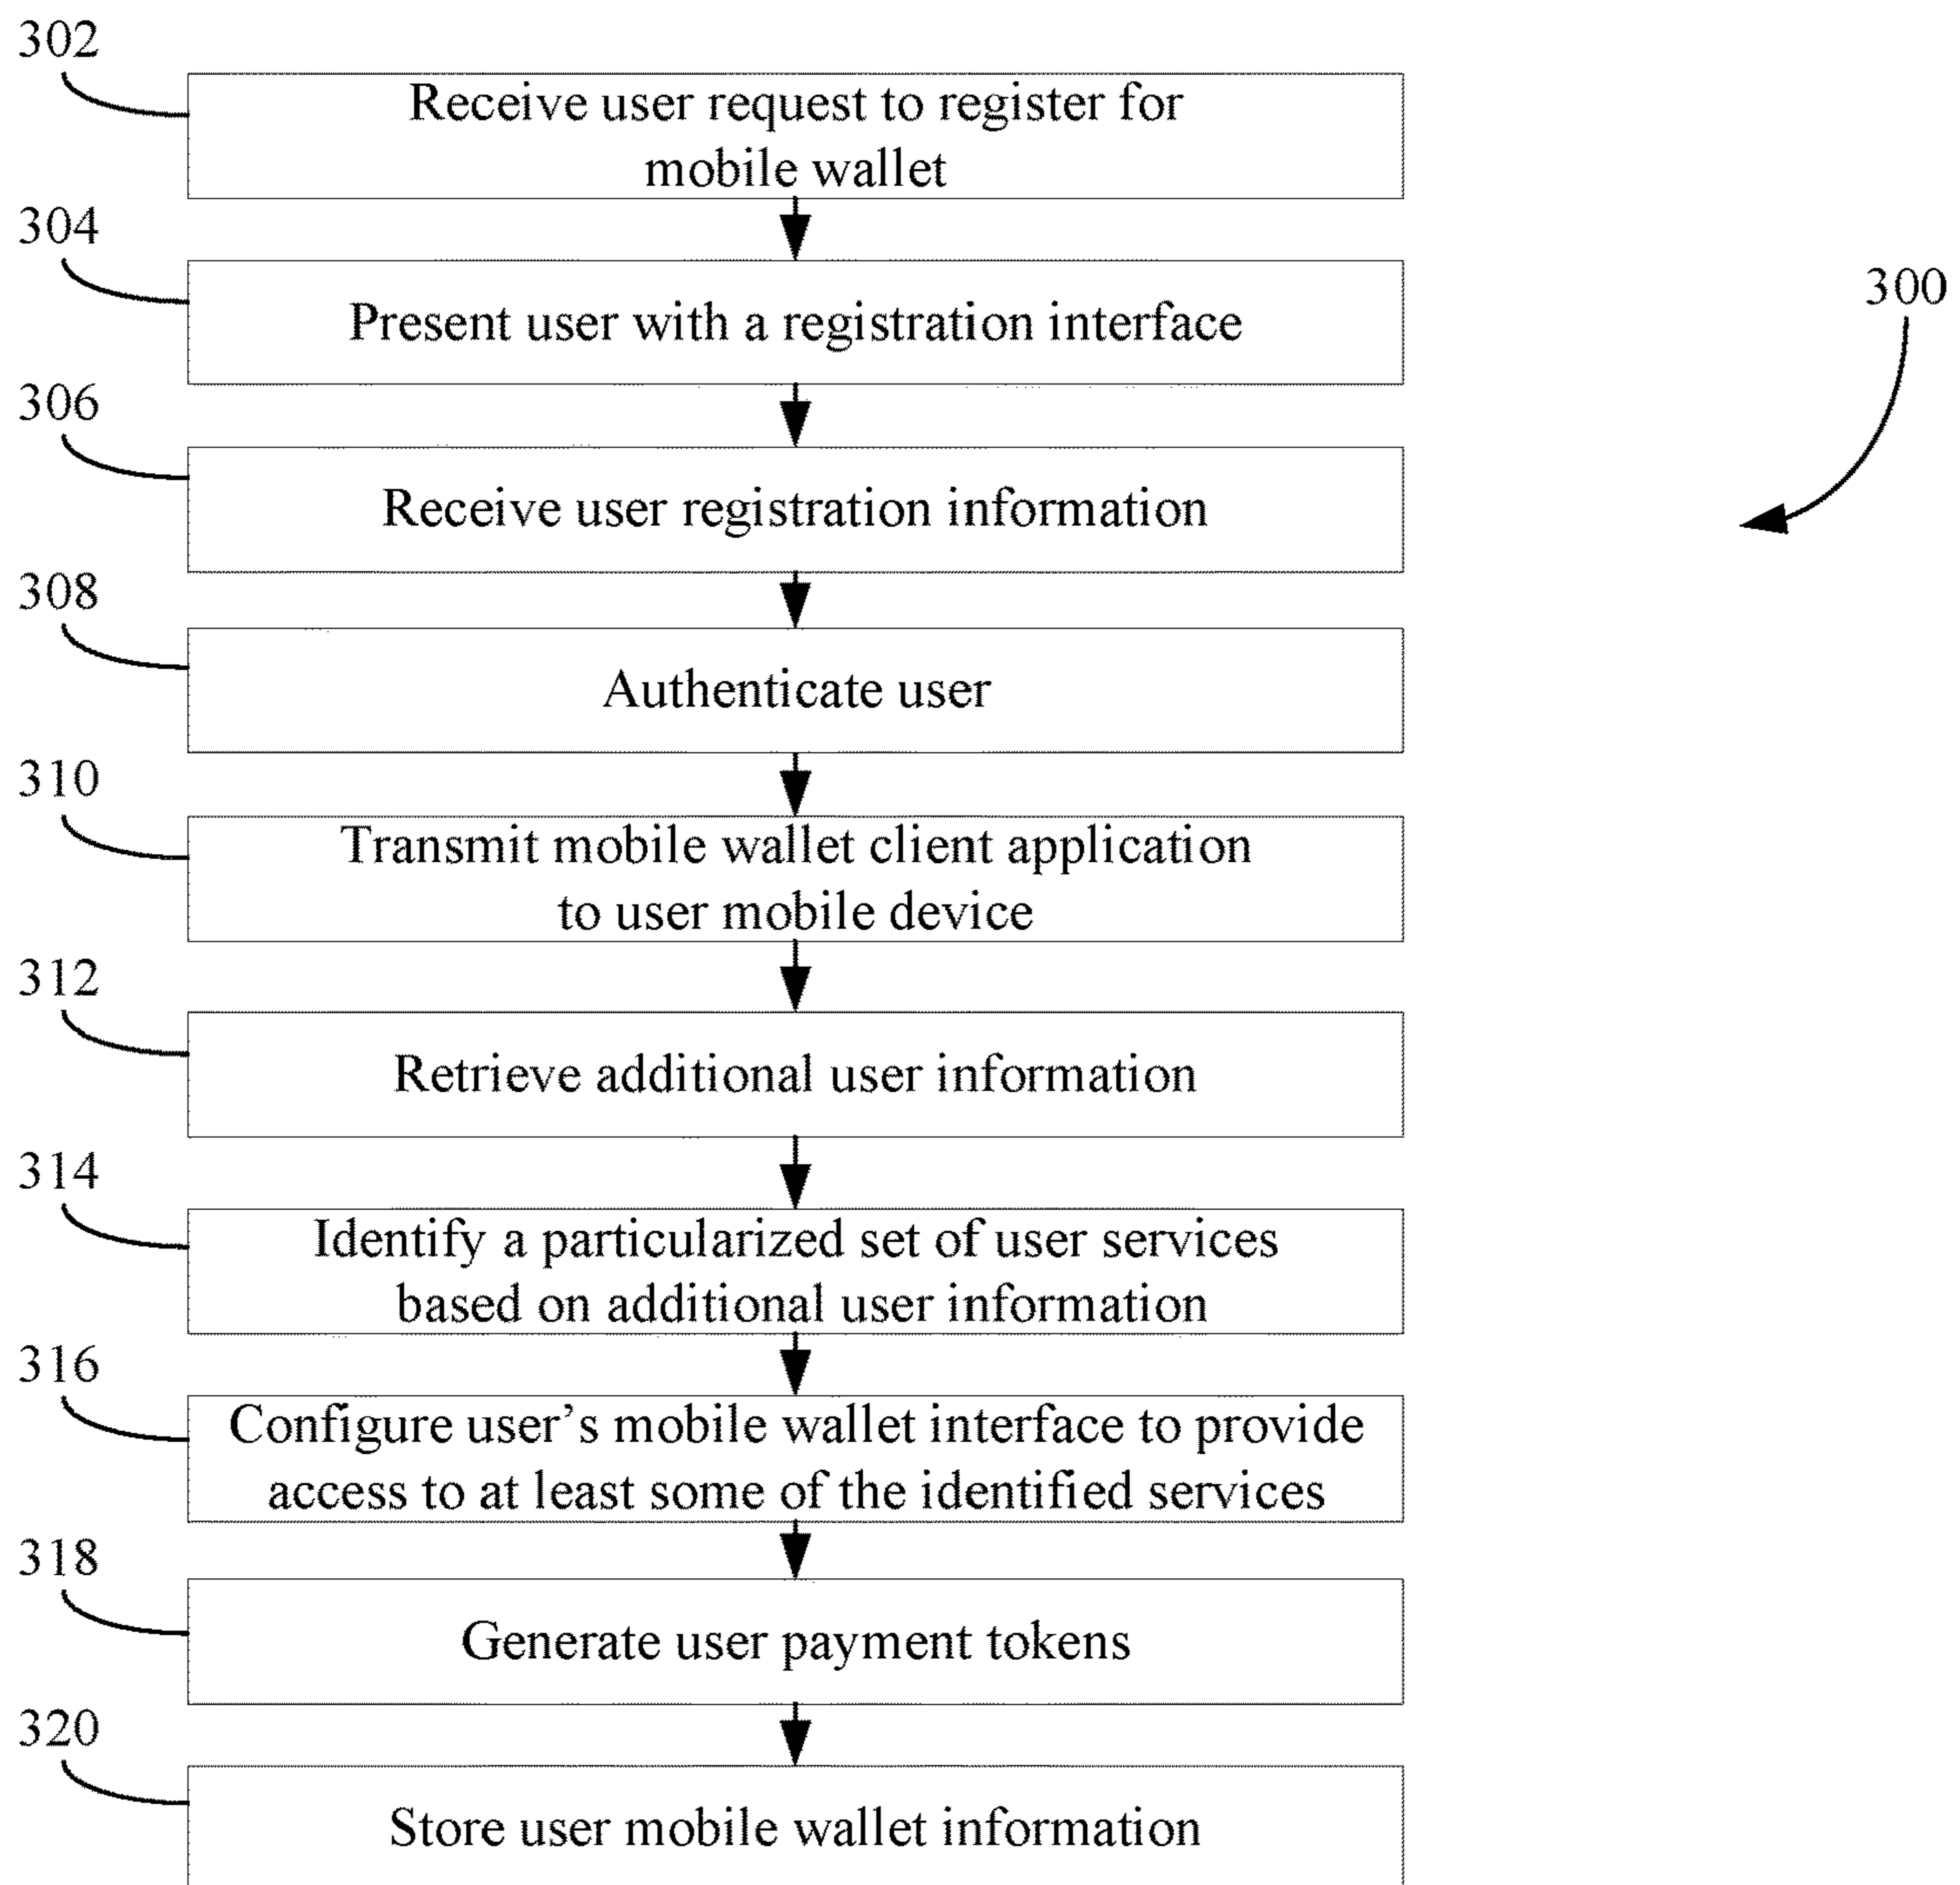 302
Receive user request to register for
mobile wallet
304
Present user with a registration interface
300
306
Receive user registration information
308
Authenticate user
310
Transmit mobile wallet client application
to user mobile device
312
Retrieve additional user information
314
Identify a particularized set of user services
based on additional user information
316
Configure user’s mobile wallet interface to provide
access to at least some of the identified services
318
Generate user payment tokens
320
Store user mobile wallet information